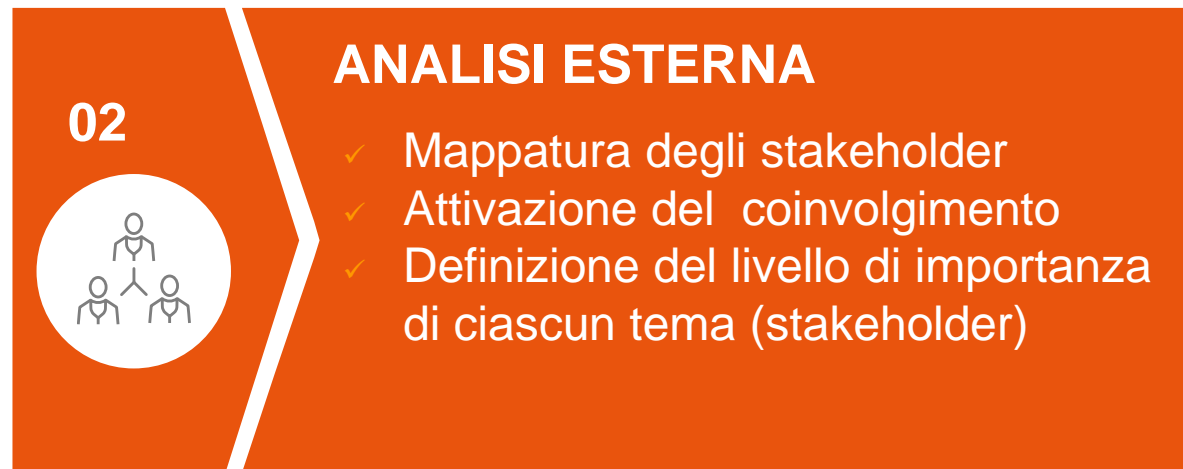 02
ANALISI ESTERNA
✓ Mappatura degli stakeholder
✓ Attivazione del  coinvolgimento
✓ Definizione del livello di importanza
di ciascun tema (stakeholder)